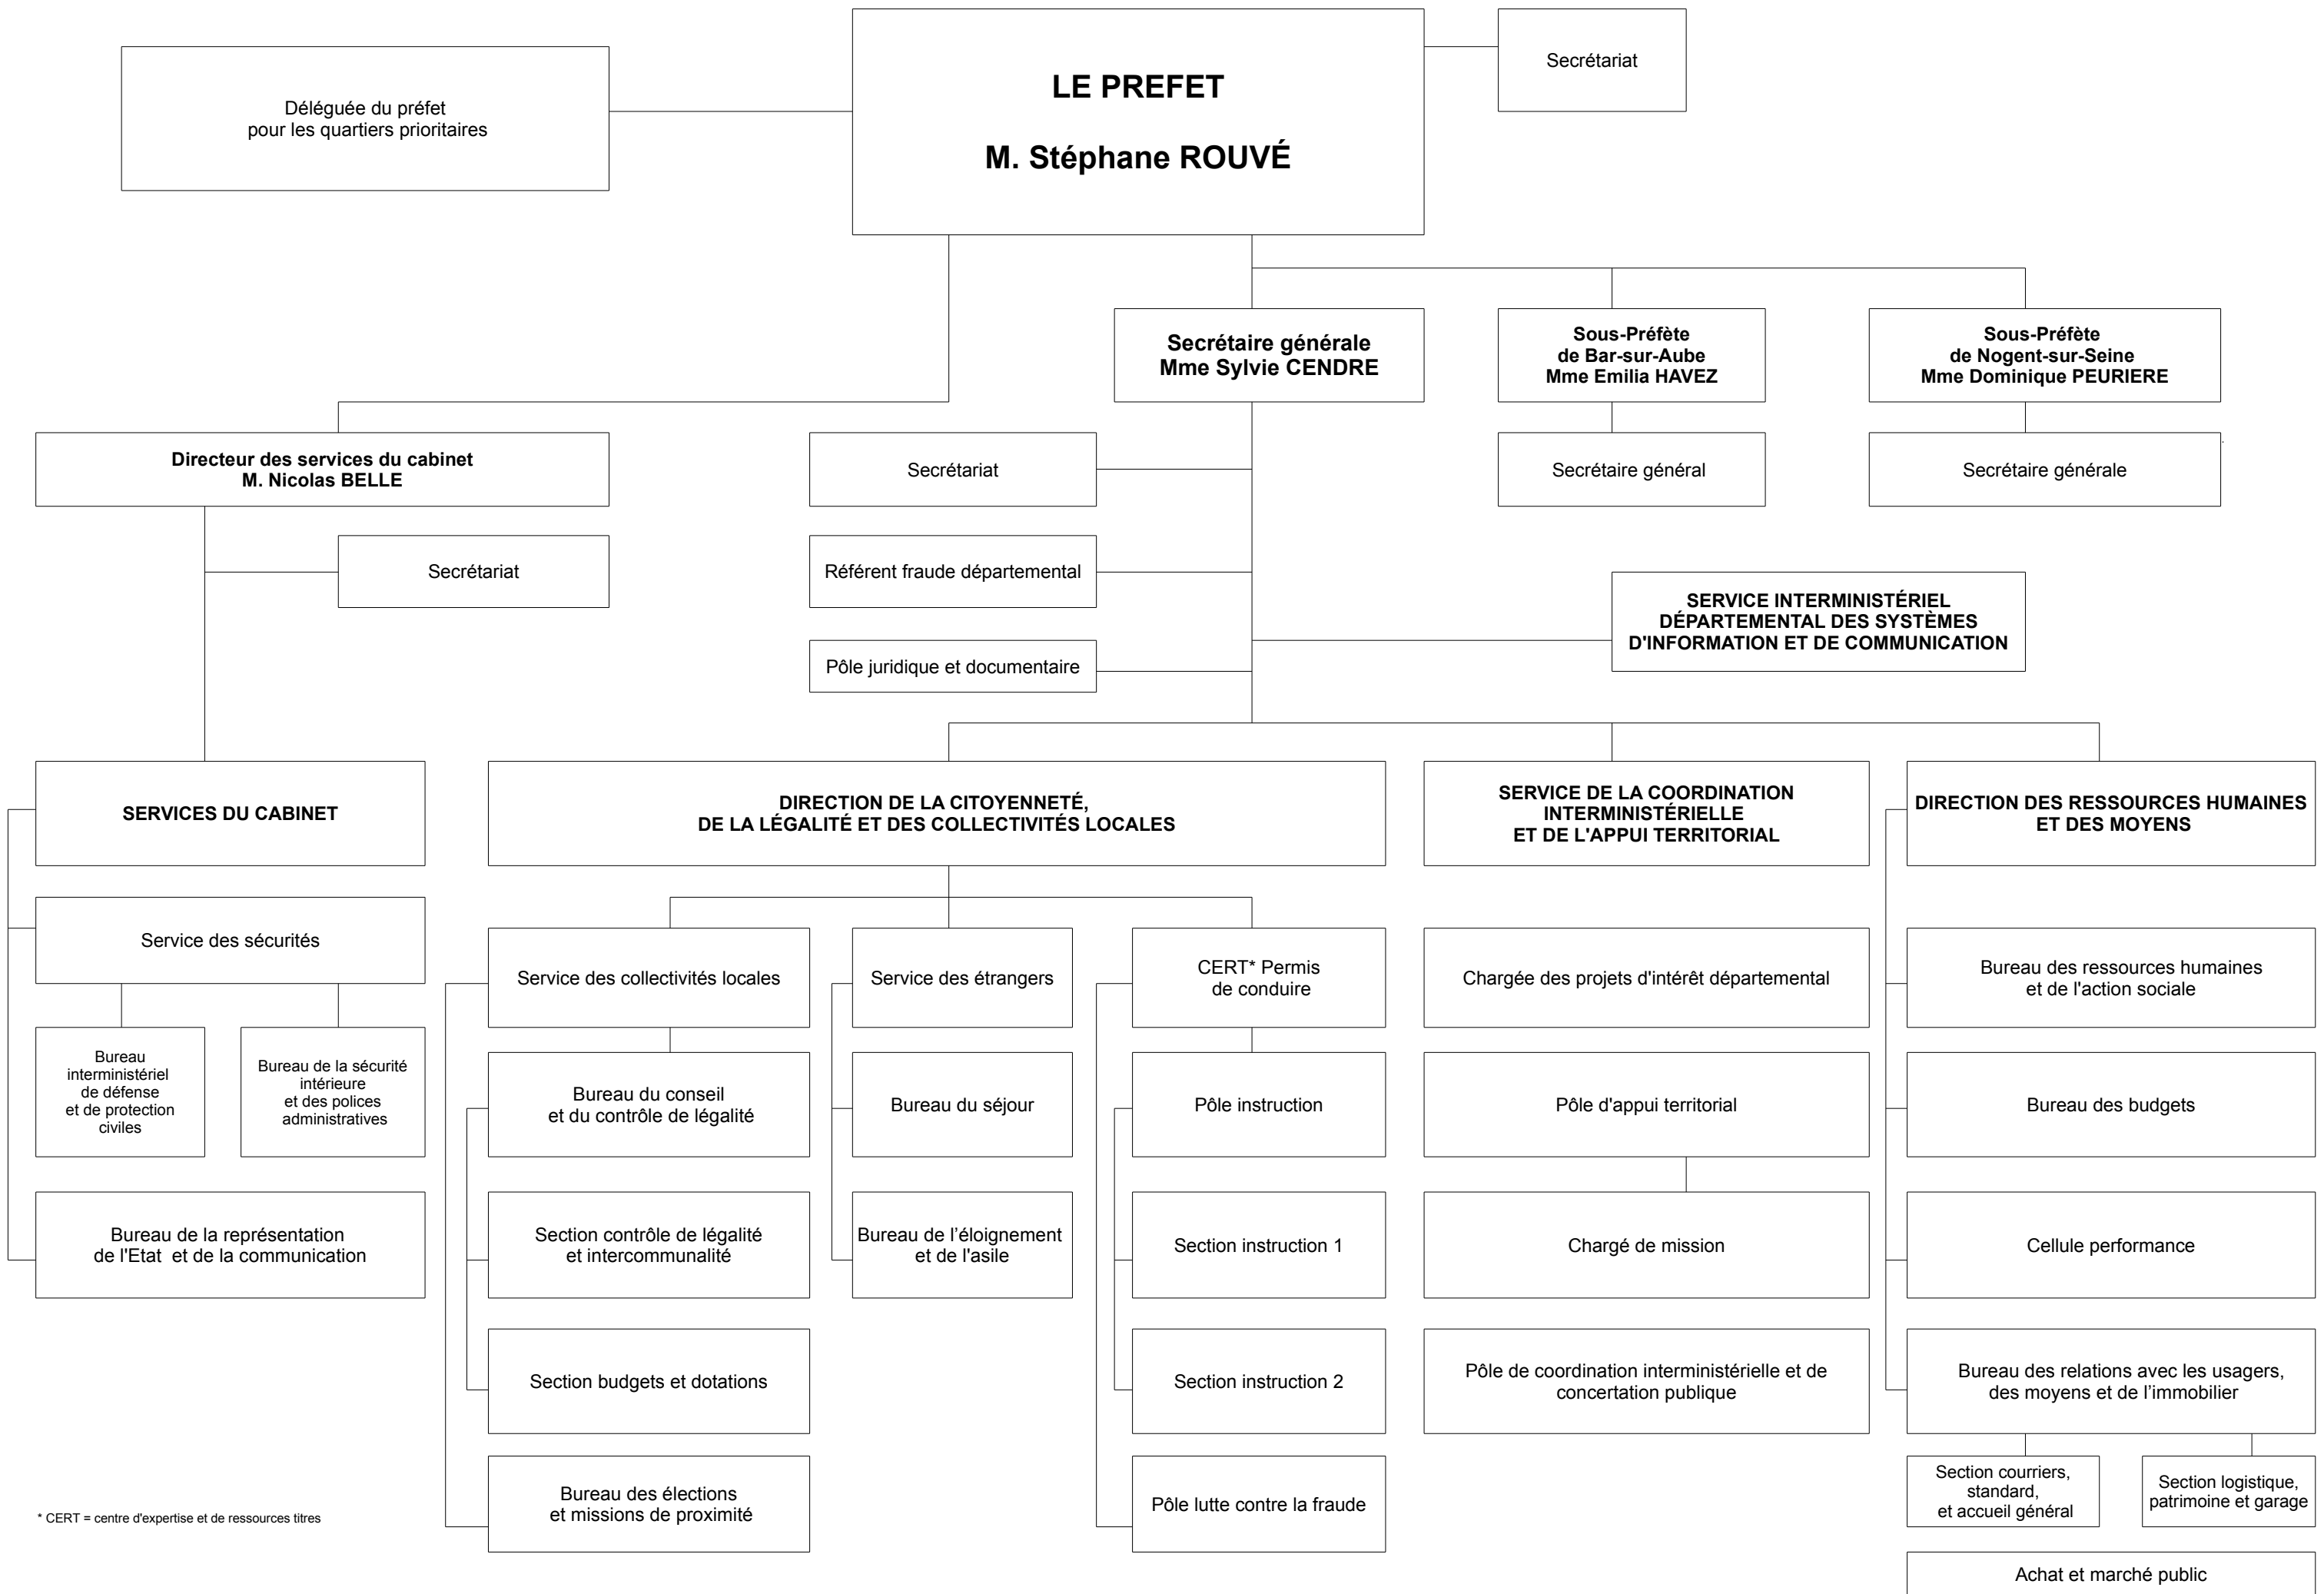 LE PREFET
M. Stéphane ROUVÉ
Secrétariat
Déléguée du préfet
pour les quartiers prioritaires
Secrétaire générale
Mme Sylvie CENDRE
Sous-Préfète
de Bar-sur-Aube
Mme Emilia HAVEZ
Sous-Préfète
de Nogent-sur-Seine
Mme Dominique PEURIERE
Directeur des services du cabinet
M. Nicolas BELLE
Secrétariat
Secrétaire général
Secrétaire générale
Secrétariat
Référent fraude départemental
SERVICE INTERMINISTÉRIEL
DÉPARTEMENTAL DES SYSTÈMES
D'INFORMATION ET DE COMMUNICATION
Pôle juridique et documentaire
SERVICES DU CABINET
DIRECTION DE LA CITOYENNETÉ,
DE LA LÉGALITÉ ET DES COLLECTIVITÉS LOCALES
SERVICE DE LA COORDINATION
INTERMINISTÉRIELLE
ET DE L'APPUI TERRITORIAL
DIRECTION DES RESSOURCES HUMAINES
ET DES MOYENS
Service des sécurités
Service des collectivités locales
Service des étrangers
CERT* Permis
de conduire
Chargée des projets d'intérêt départemental
Bureau des ressources humaines
et de l'action sociale
Bureau
interministériel
de défense
et de protection
civiles
Bureau de la sécurité
intérieure
et des polices
administratives
Bureau du conseil
et du contrôle de légalité
Bureau du séjour
Pôle instruction
Pôle d'appui territorial
Bureau des budgets
Bureau de la représentation
de l'Etat et de la communication
Section contrôle de légalité
et intercommunalité
Bureau de l’éloignement
et de l'asile
Section instruction 1
Chargé de mission
Cellule performance
Section budgets et dotations
Section instruction 2
Pôle de coordination interministérielle et de
concertation publique
Bureau des relations avec les usagers,
des moyens et de l’immobilier
Bureau des élections
et missions de proximité
Pôle lutte contre la fraude
Section courriers,
standard,
et accueil général
Section logistique,
patrimoine et garage
* CERT = centre d'expertise et de ressources titres
Achat et marché public